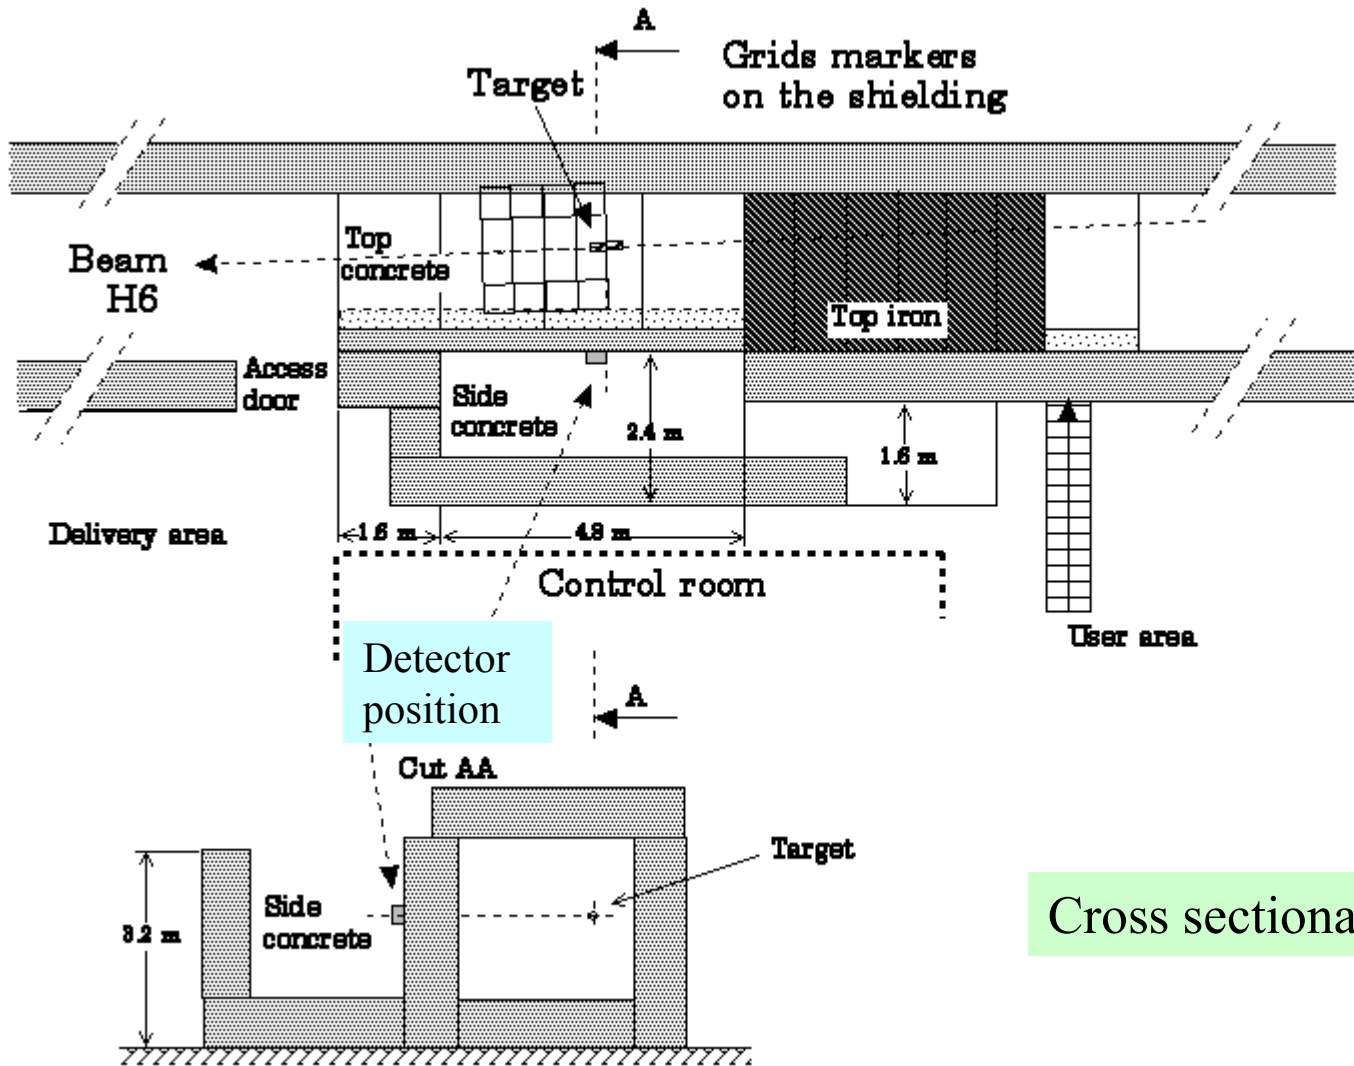 A
Grids markers
on the shielding
Target
Top
concrete
Beam
H6
Top iron
Access
door
Side
concrete
2.4 m
1.6 m
Delivery area
1.6 m
4.8 m
Control room
User area
Detector
position
A
Cut AA
Target
Side
concrete
3.2 m
Cross sectiona